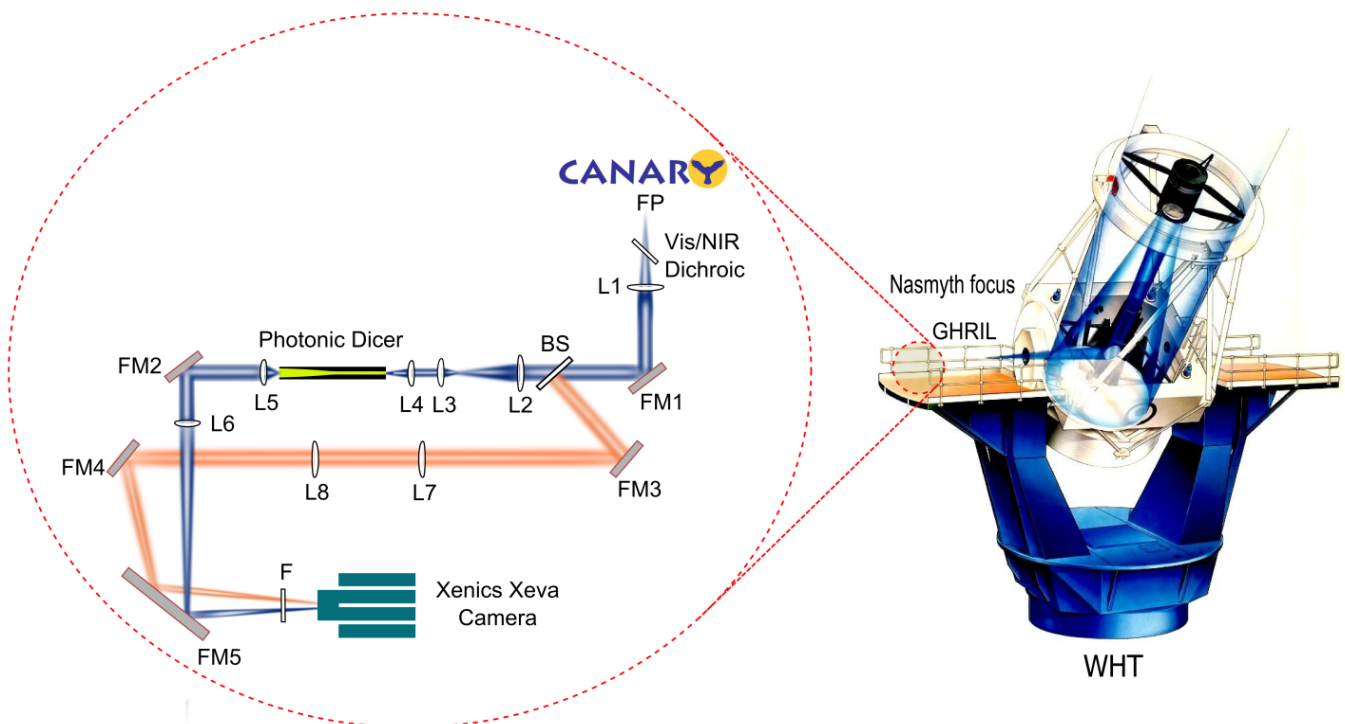 CANARY
FP
Vis/NIR
Dichroic
L1
Photonic Dicer
BS
FM2
L5
L4
L3
L2
FM1
L6
FM4
L8
L7
FM3
F
Xenics Xeva
Camera
FM5
Nasmyth focus
GHRIL
WHT